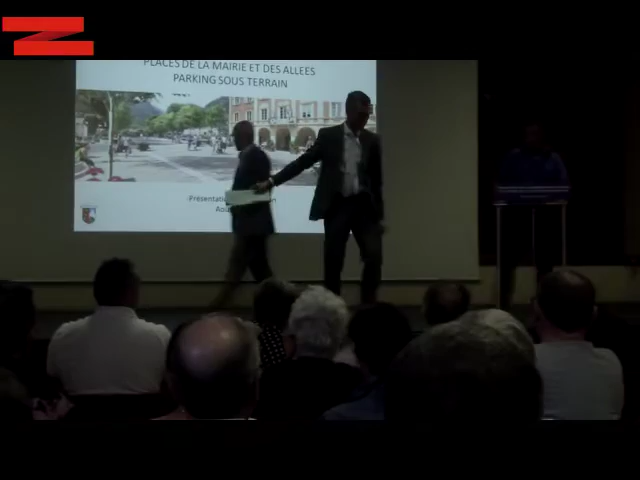 PLACES DE LA MAIRIE ET DES ALLEES
PARKING SOUS TERRAIN